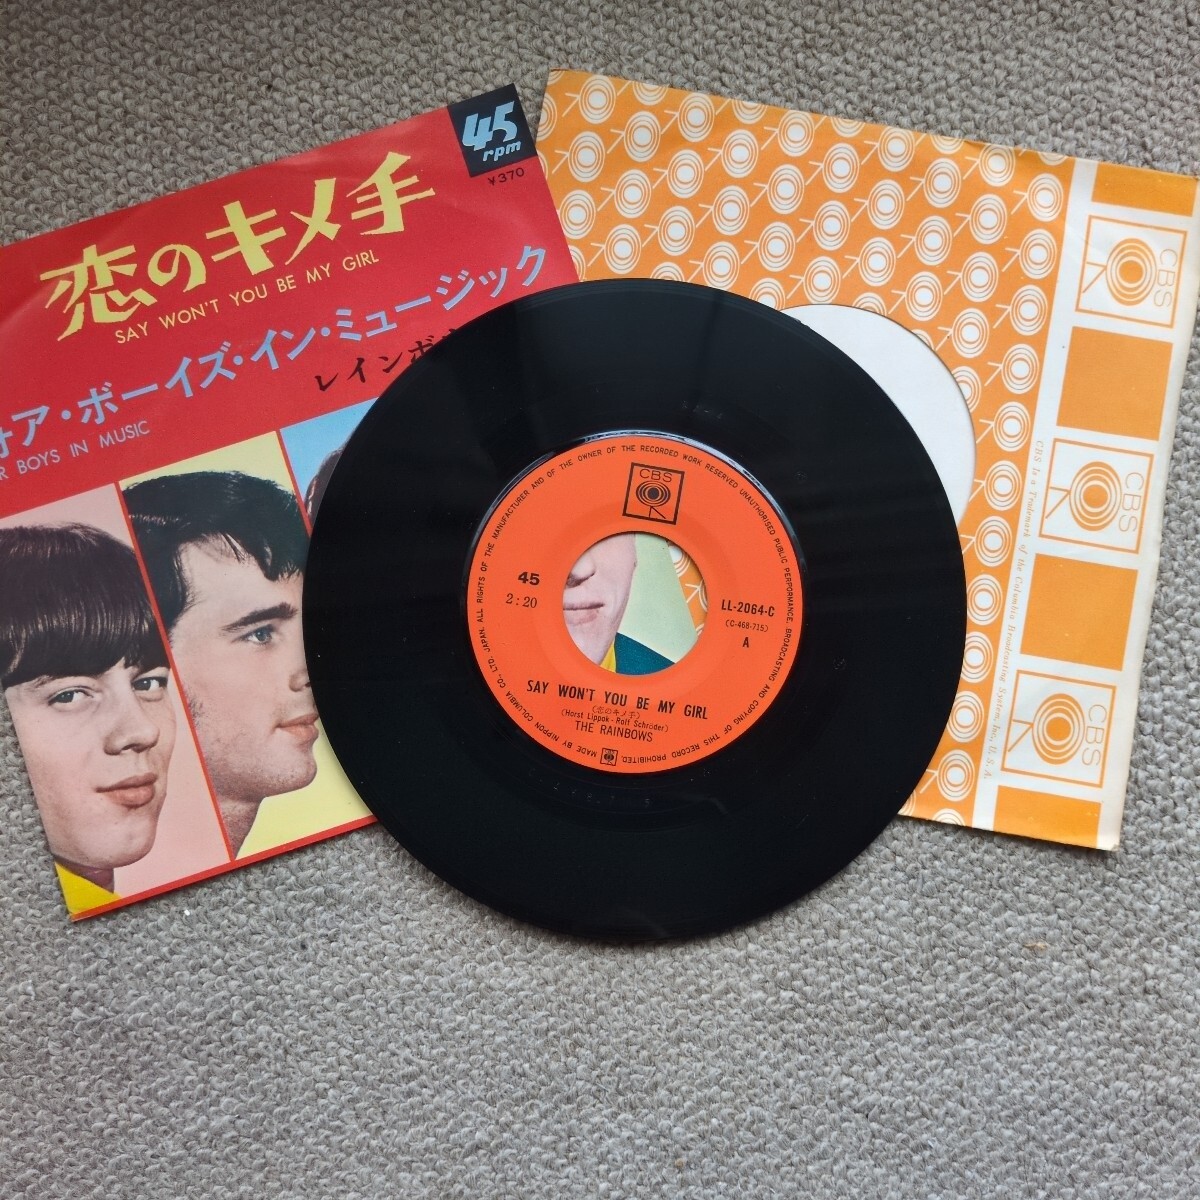 45
rpm
¥370
恋のキメ手
SAY WON'T YOU BE MY GIRL
ォア・ボーイズ・イン・ミュージック
R BOYS IN MUSIC
レインボ
CBS
45
2:20
LL-2064-C
(C-468-715)
A
SAY WON'T YOU BE MY GIRL
(恋のキメ手)
(Horst Lippok - Rolf Schröder)
THE RAINBOWS
ALL RIGHTS OF THE MANUFACTURER AND OF THE OWNER OF THE RECORDED WORK RESERVED UNAUTHORISED PUBLIC PERFORMANCE, BROADCASTING AND COPYING OF THIS RECORD PROHIBITED.
MADE BY NIPPON COLUMBIA CO., LTD. JAPAN
CBS
CBS
CBS
CBS Is a Trademark of the Columbia Broadcasting System, Inc., U.S.A.